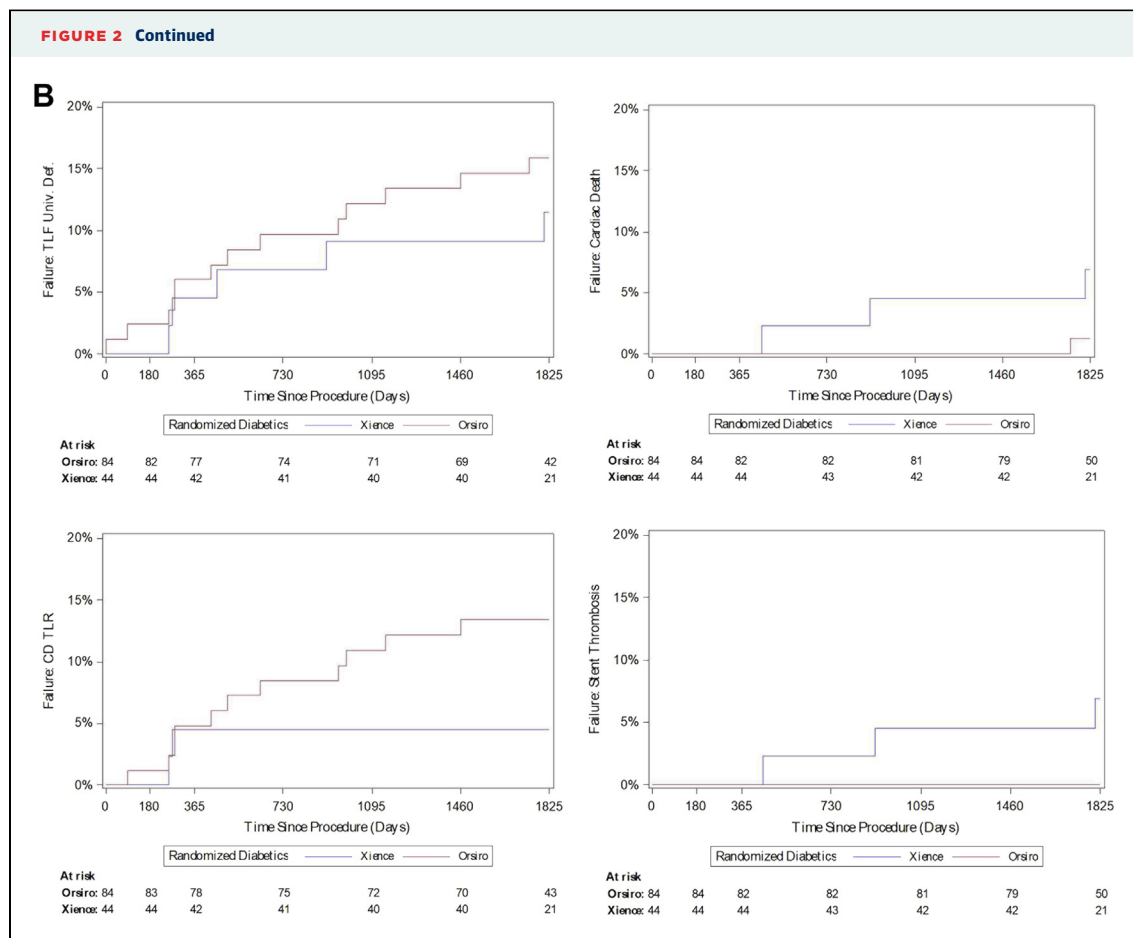 FIGURE 2 Continued
B
20%
15%
10%
5%
0%
Failure: TLF Univ. Def.
0 180 365 730 1095 1460 1825
Time Since Procedure (Days)
Randomized Diabetics Xience Orsiro
At risk
Orsiro: 84 82 77 74 71 69 42
Xience: 44 44 42 41 40 40 21
20%
15%
10%
5%
0%
Failure: Cardiac Death
0 180 365 730 1095 1460 1825
Time Since Procedure (Days)
Randomized Diabetics Xience Orsiro
At risk
Orsiro: 84 84 82 82 81 79 50
Xience: 44 44 44 43 42 42 21
20%
15%
10%
5%
0%
Failure: CD TLR
0 180 365 730 1095 1460 1825
Time Since Procedure (Days)
Randomized Diabetics Xience Orsiro
At risk
Orsiro: 84 83 78 75 72 70 43
Xience: 44 44 42 41 40 40 21
20%
15%
10%
5%
0%
Failure: Stent Thrombosis
0 180 365 730 1095 1460 1825
Time Since Procedure (Days)
Randomized Diabetics Xience Orsiro
At risk
Orsiro: 84 84 82 82 81 79 50
Xience: 44 44 44 43 42 42 21